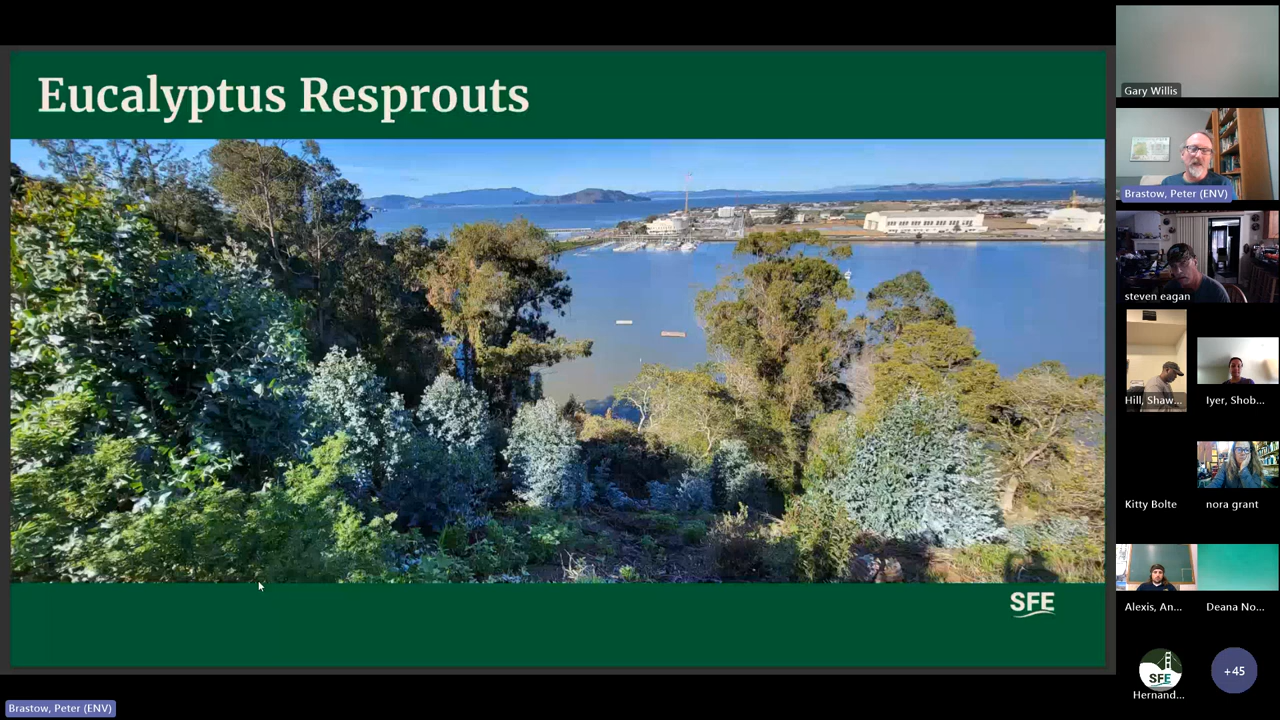 Eucalyptus Resprouts
SFE
Brastow, Peter (ENV)
Gary Willis
Brastow, Peter (ENV)
steven eagan
Hill, Shaw...
Iyer, Shob...
Kitty Bolte
nora grant
Alexis, An...
Deana No...
SFE
Hernand...
+45